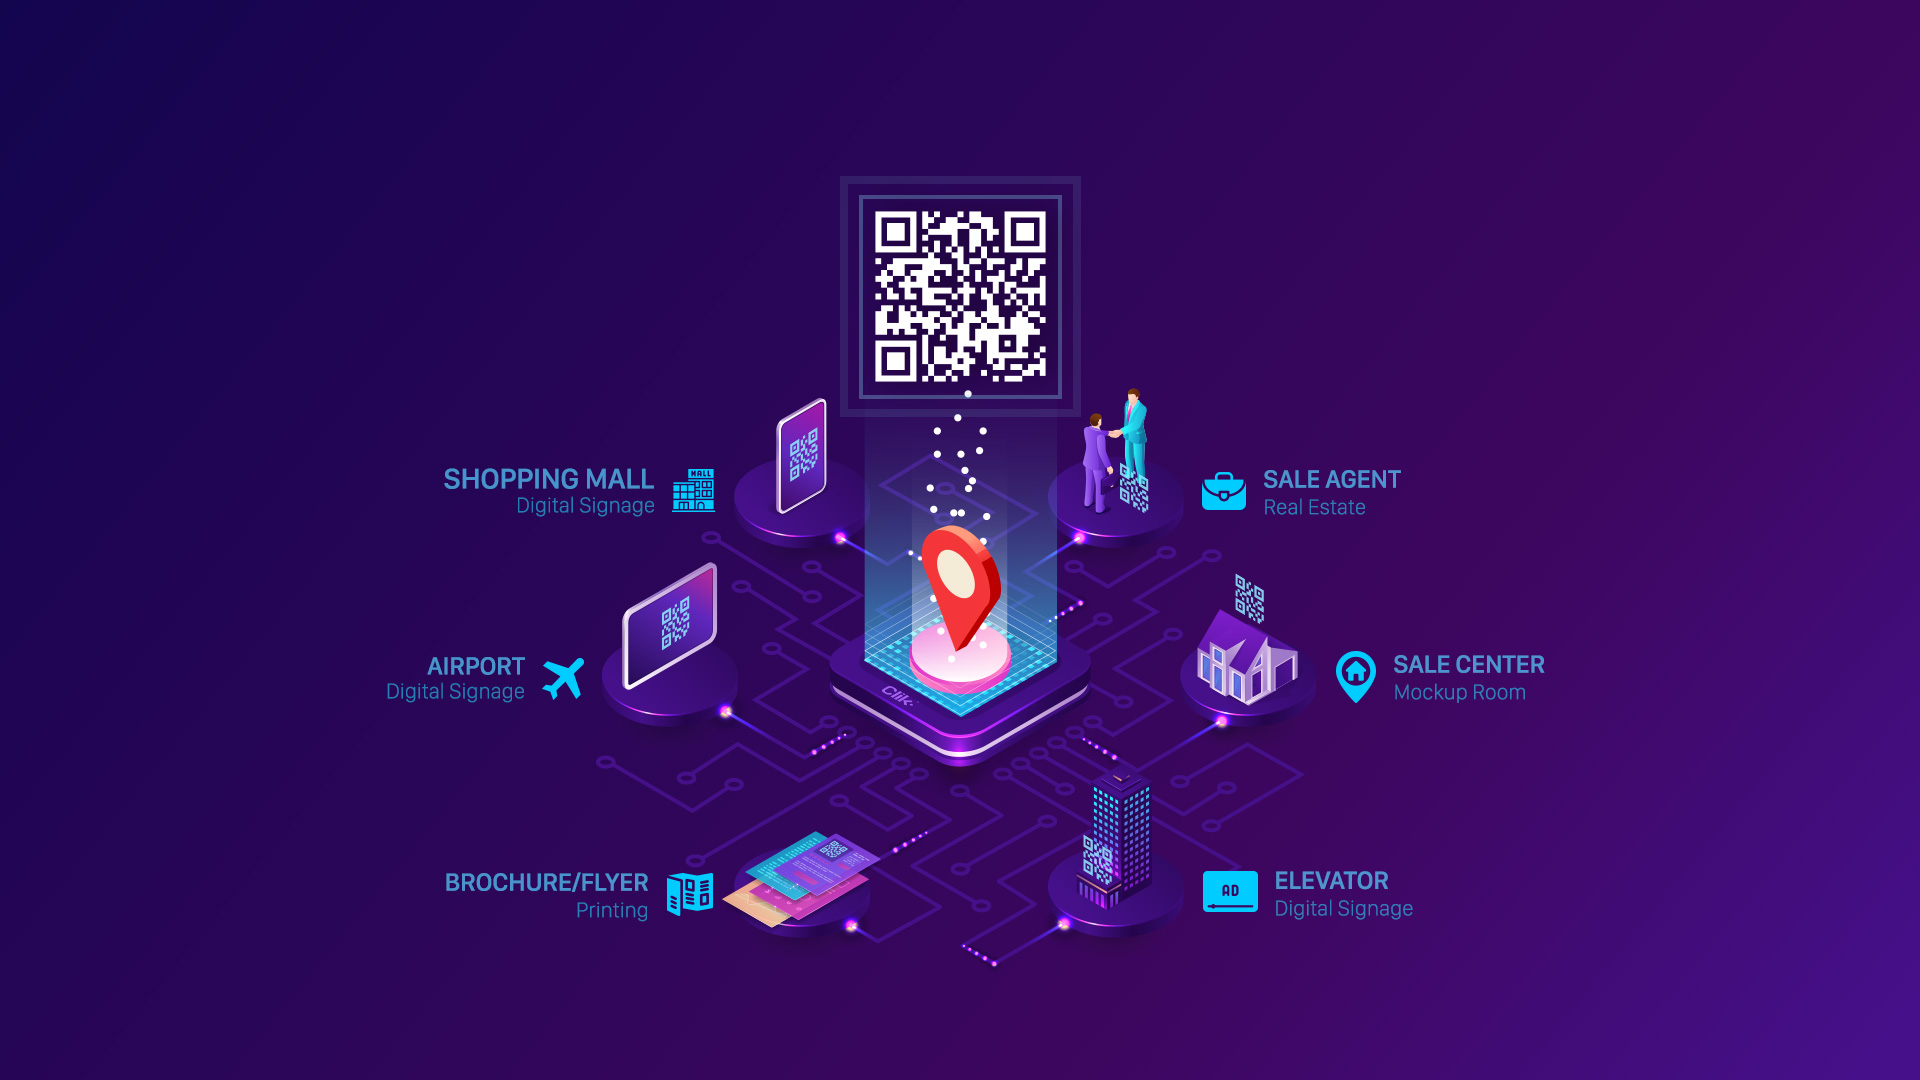 SHOPPING MALL
Digital Signage
MALL
SALE AGENT
Real Estate
AIRPORT
Digital Signage
SALE CENTER
Mockup Room
Clik
BROCHURE/FLYER
Printing
AD
ELEVATOR
Digital Signage